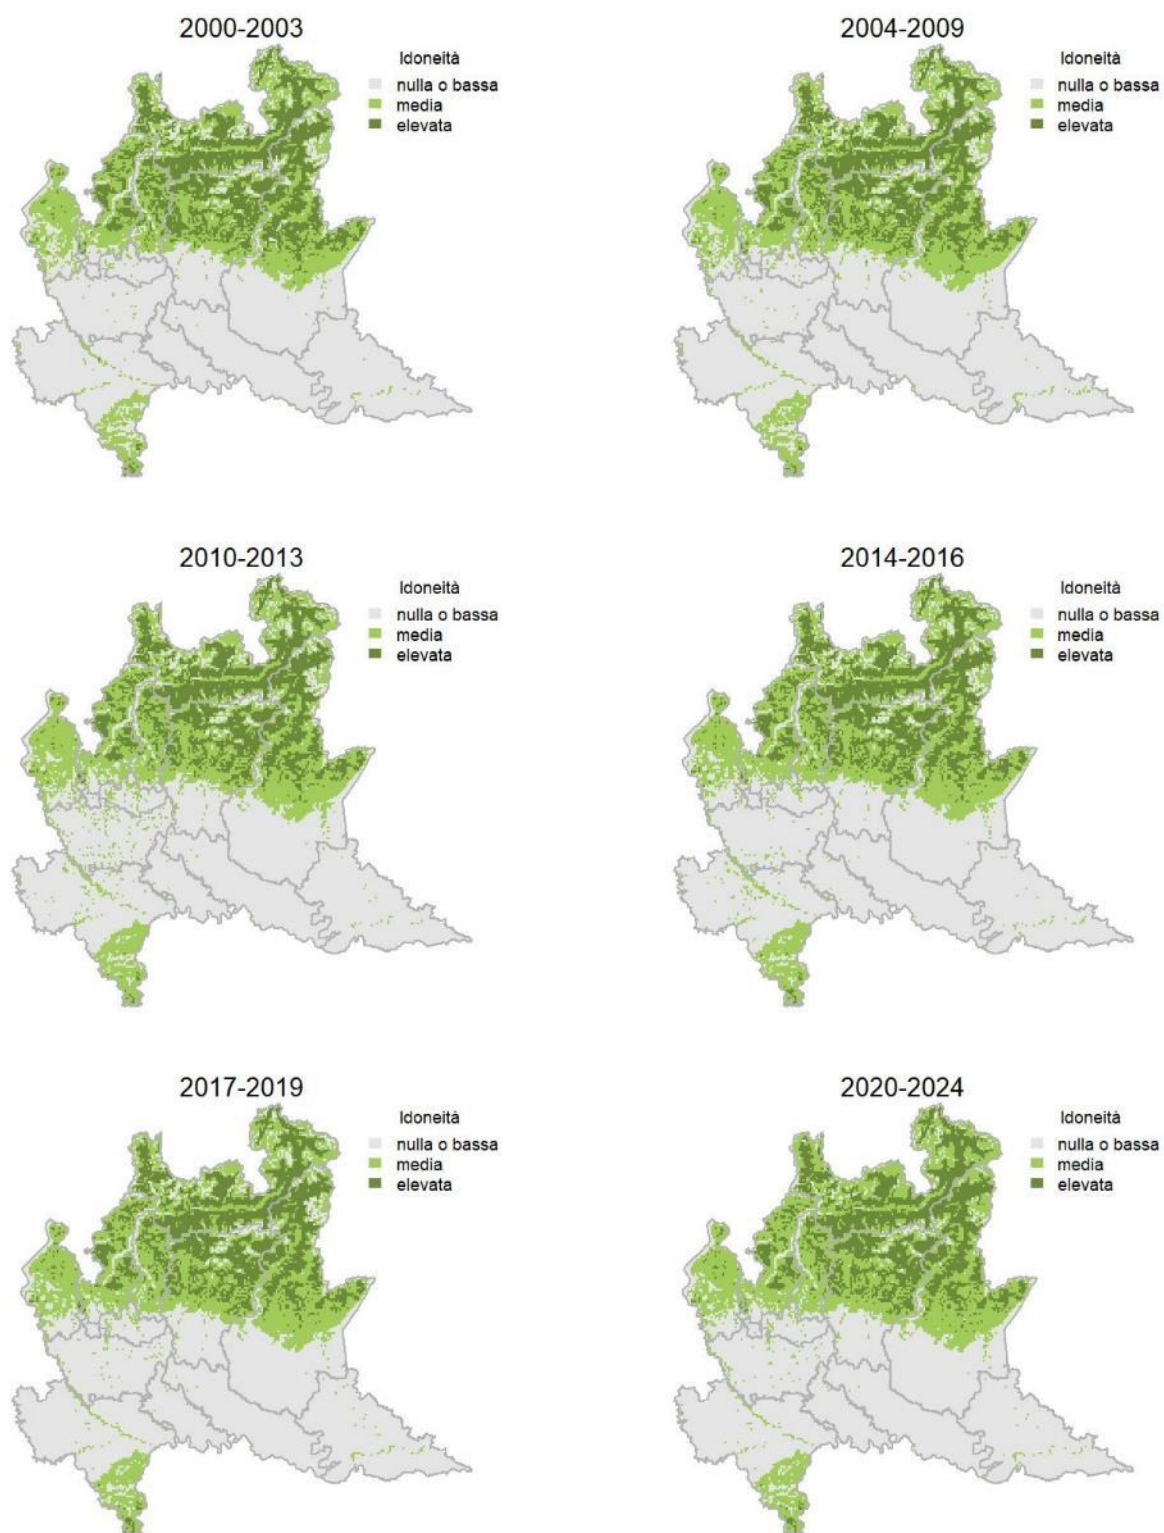 2000-2003
Idoneità
nulla o bassa
media
elevata
2004-2009
Idoneità
nulla o bassa
media
elevata
2010-2013
Idoneità
nulla o bassa
media
elevata
2014-2016
Idoneità
nulla o bassa
media
elevata
2017-2019
Idoneità
nulla o bassa
media
elevata
2020-2024
Idoneità
nulla o bassa
media
elevata